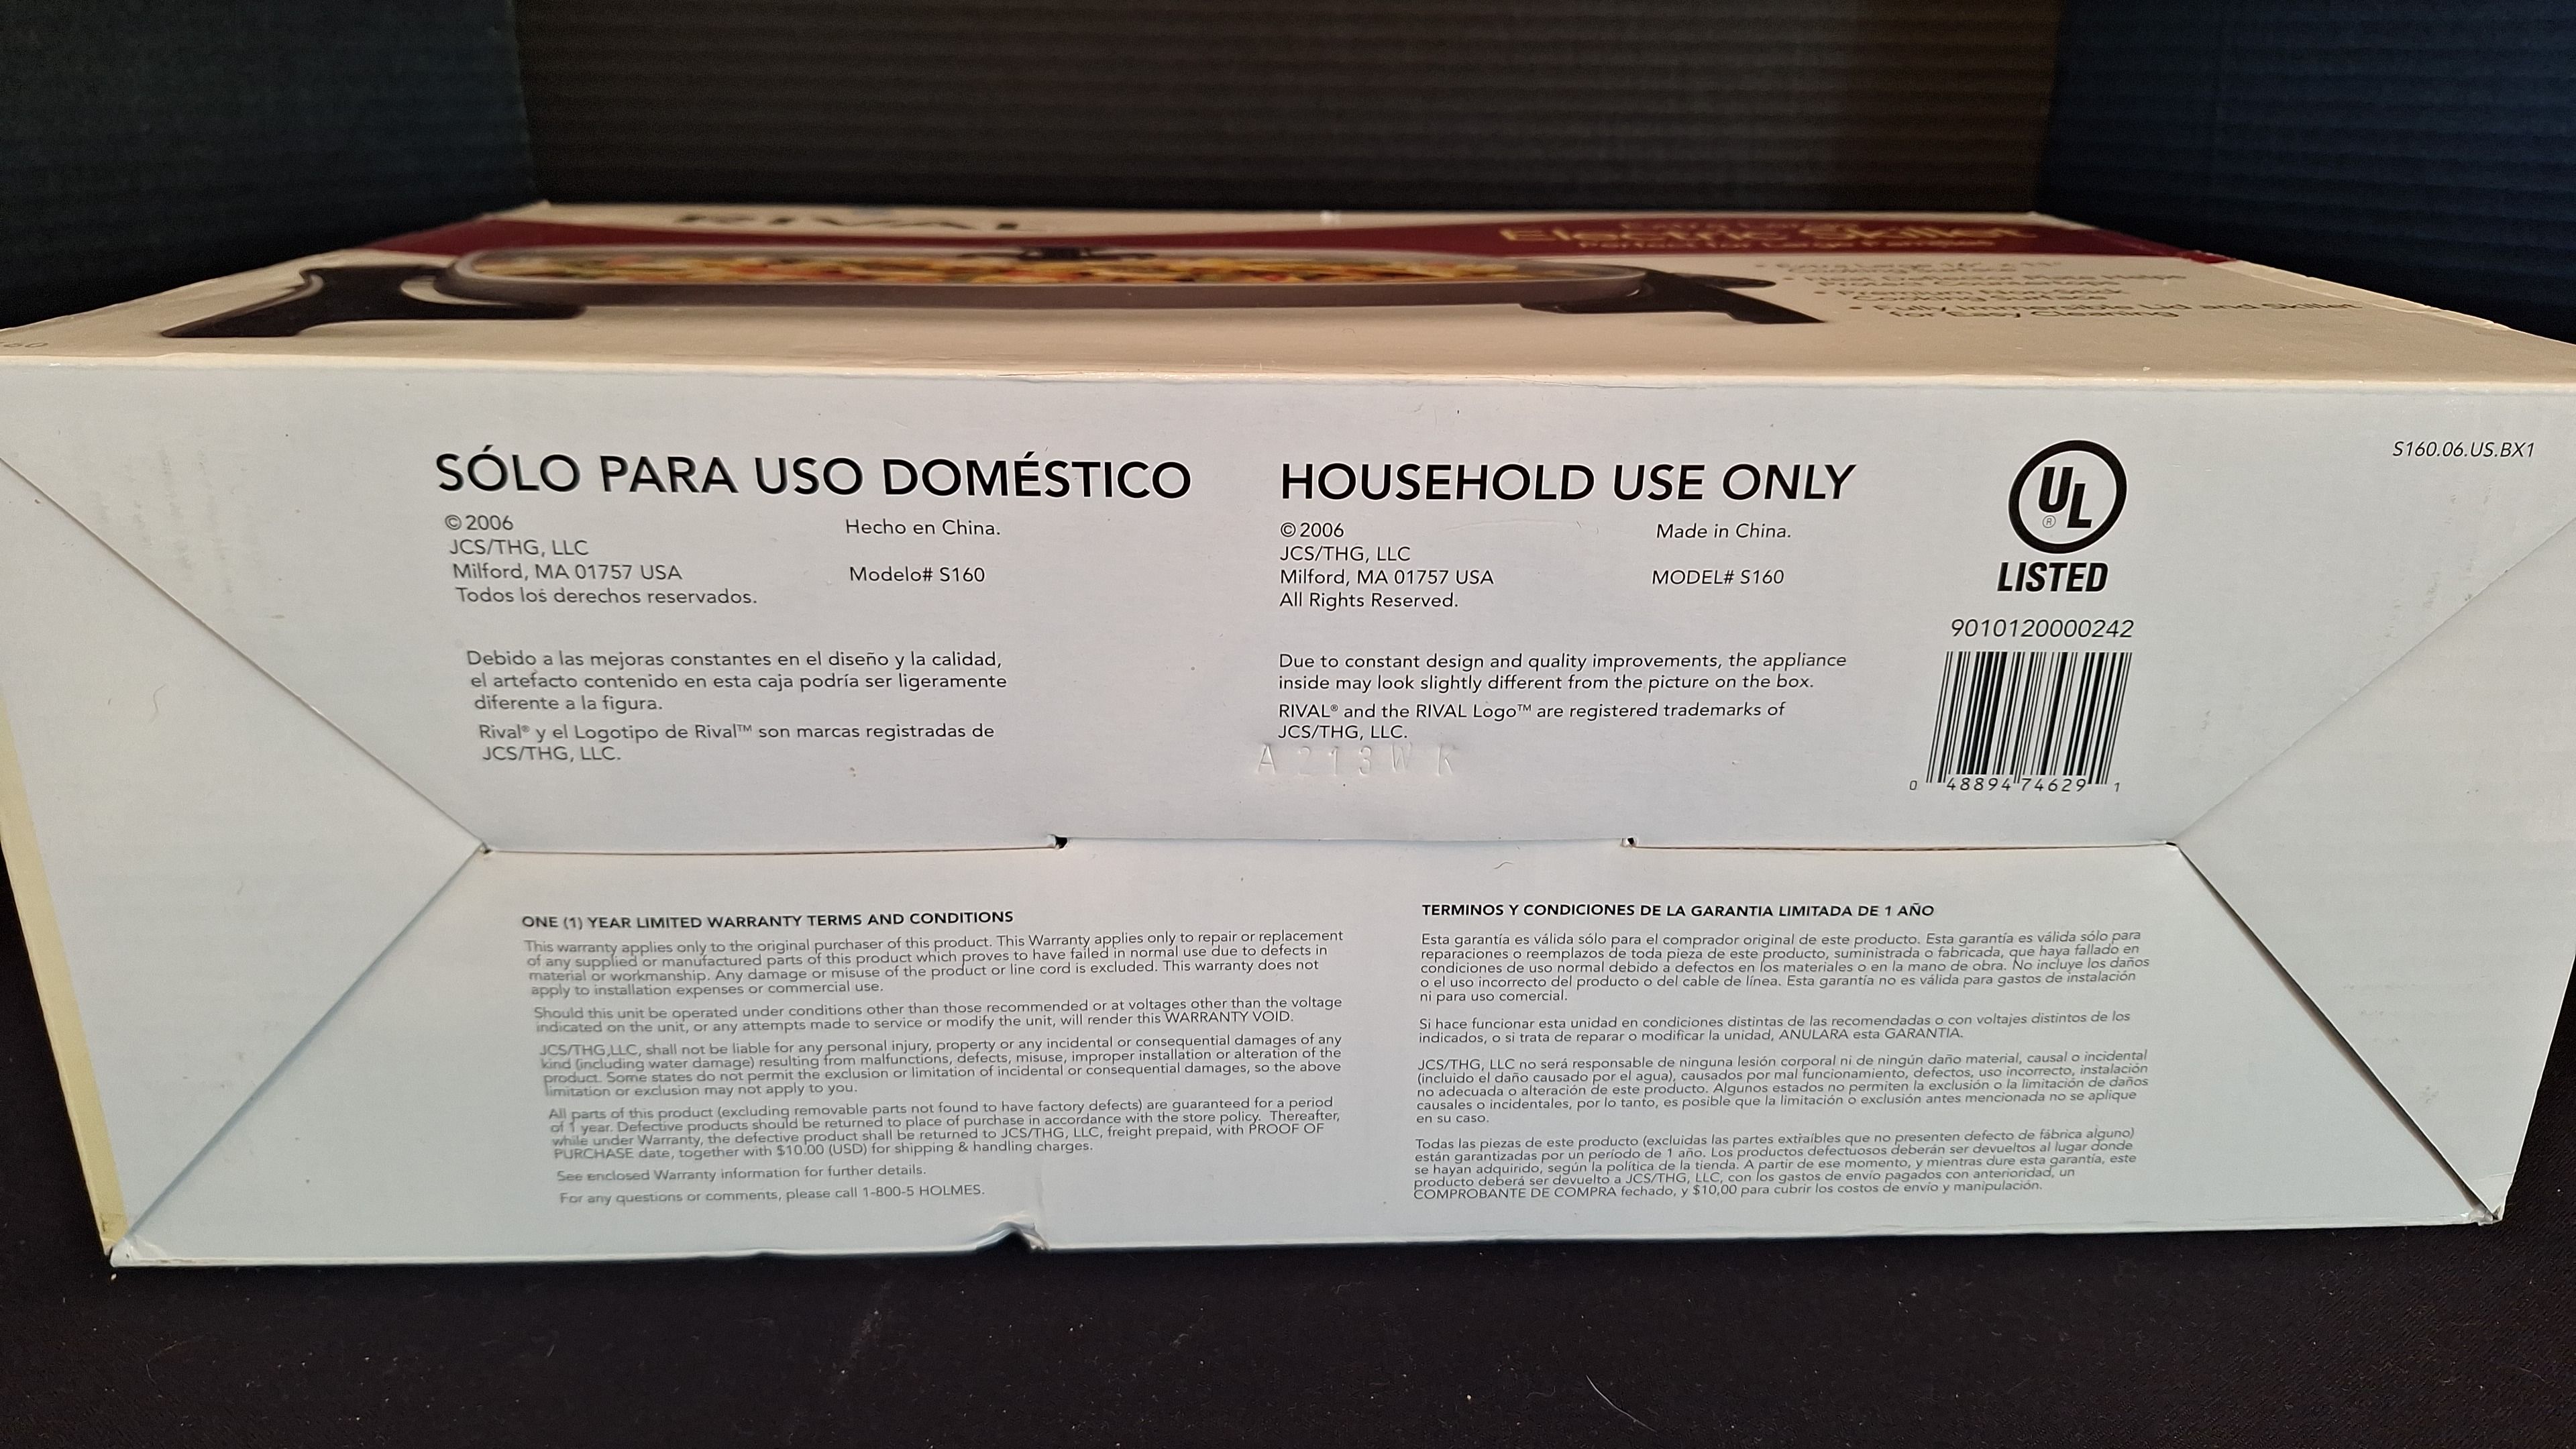 RIVAL
Electric Skillet
Perfect for Large Families
• Extra Large 16" x 11"
Cooking Surface
Protect Countertops
• Premium Non-Stick
Cooking Surface
• Fully Immersible Lid and Skillet
for Easy Cleaning
SÓLO PARA USO DOMÉSTICO
© 2006
JCS/THG, LLC
Milford, MA 01757 USA
Todos los derechos reservados.
Hecho en China.
Modelo# S160
Debido a las mejoras constantes en el diseño y la calidad,
el artefacto contenido en esta caja podría ser ligeramente
diferente a la figura.
Rival® y el Logotipo de Rival™ son marcas registradas de
JCS/THG, LLC.
HOUSEHOLD USE ONLY
© 2006
JCS/THG, LLC
Milford, MA 01757 USA
All Rights Reserved.
Made in China.
MODEL# S160
Due to constant design and quality improvements, the appliance
inside may look slightly different from the picture on the box.
RIVAL® and the RIVAL Logo™ are registered trademarks of
JCS/THG, LLC.
A 213 W K
UL
®
LISTED
S160.06.US.BX1
9010120000242
0 48894 74629 1
ONE (1) YEAR LIMITED WARRANTY TERMS AND CONDITIONS
This warranty applies only to the original purchaser of this product. This Warranty applies only to repair or replacement
of any supplied or manufactured parts of this product which proves to have failed in normal use due to defects in
material or workmanship. Any damage or misuse of the product or line cord is excluded. This warranty does not
apply to installation expenses or commercial use.
Should this unit be operated under conditions other than those recommended or at voltages other than the voltage
indicated on the unit, or any attempts made to service or modify the unit, will render this WARRANTY VOID.
JCS/THG,LLC, shall not be liable for any personal injury, property or any incidental or consequential damages of any
kind (including water damage) resulting from malfunctions, defects, misuse, improper installation or alteration of the
product. Some states do not permit the exclusion or limitation of incidental or consequential damages, so the above
limitation or exclusion may not apply to you.
All parts of this product (excluding removable parts not found to have factory defects) are guaranteed for a period
of 1 year. Defective products should be returned to place of purchase in accordance with the store policy. Thereafter,
while under Warranty, the defective product shall be returned to JCS/THG, LLC, freight prepaid, with PROOF OF
PURCHASE date, together with $10.00 (USD) for shipping & handling charges.
See enclosed Warranty information for further details.
For any questions or comments, please call 1-800-5 HOLMES.
TERMINOS Y CONDICIONES DE LA GARANTIA LIMITADA DE 1 AÑO
Esta garantía es válida sólo para el comprador original de este producto. Esta garantía es válida sólo para
reparaciones o reemplazos de toda pieza de este producto, suministrada o fabricada, que haya fallado en
condiciones de uso normal debido a defectos en los materiales o en la mano de obra. No incluye los daños
o el uso incorrecto del producto o del cable de línea. Esta garantía no es válida para gastos de instalación
ni para uso comercial.
Si hace funcionar esta unidad en condiciones distintas de las recomendadas o con voltajes distintos de los
indicados, o si trata de reparar o modificar la unidad, ANULARA esta GARANTIA.
JCS/THG, LLC no será responsable de ninguna lesión corporal ni de ningún daño material, causal o incidental
(incluido el daño causado por el agua), causados por mal funcionamiento, defectos, uso incorrecto, instalación
no adecuada o alteración de este producto. Algunos estados no permiten la exclusión o la limitación de daños
causales o incidentales, por lo tanto, es posible que la limitación o exclusión antes mencionada no se aplique
en su caso.
Todas las piezas de este producto (excluidas las partes extraíbles que no presenten defecto de fábrica alguno)
están garantizadas por un período de 1 año. Los productos defectuosos deberán ser devueltos al lugar donde
se hayan adquirido, según la política de la tienda. A partir de ese momento, y mientras dure esta garantía, este
producto deberá ser devuelto a JCS/THG, LLC, con los gastos de envío pagados con anterioridad, un
COMPROBANTE DE COMPRA fechado, y $10,00 para cubrir los costos de envío y manipulación.